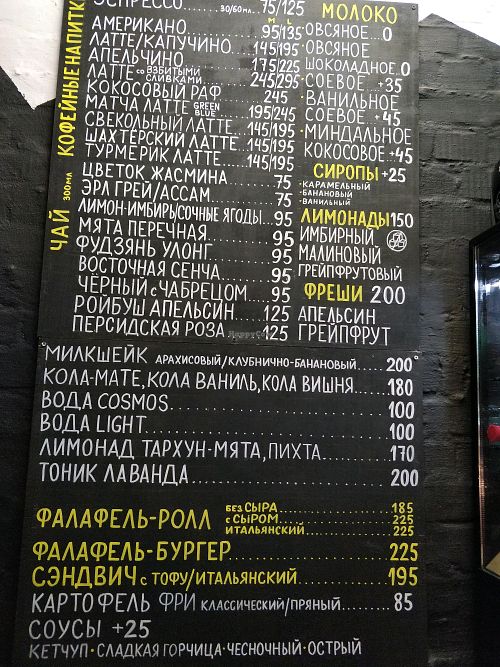 КОФЕЙНЫЕ НАПИТК
ЭСПРЕССО 30/60мл. 75/125
M L
АМЕРИКАНО 95/135
ЛАТТЕ/КАПУЧИНО 145/195
АПЕЛЬЧИНО 175/225
ЛАТТЕ со ВЗБИТЫМИ СЛИВКАМИ 245/295
КОКОСОВЫЙ РАФ 245
МАТЧА ЛАТТЕ GREEN BLUE 195/245
СВЕКОЛЬНЫЙ ЛАТТЕ 145/195
ШАХТЁРСКИЙ ЛАТТЕ 145/195
ТУРМЕРИК ЛАТТЕ 145/195
ЧАЙ 300 МЛ
ЦВЕТОК ЖАСМИНА 75
ЭРЛ ГРЕЙ/АССАМ 75
ЛИМОН-ИМБИРЬ/СОЧНЫЕ ЯГОДЫ 95
МЯТА ПЕРЕЧНАЯ 95
ФУДЗЯНЬ УЛОНГ 95
ВОСТОЧНАЯ СЕНЧА 95
ЧЁРНЫЙ с ЧАБРЕЦОМ 95
РОЙБУШ АПЕЛЬСИН 125
ПЕРСИДСКАЯ РОЗА 125
МОЛОКО
·ОВСЯНОЕ 0
·ОВСЯНОЕ
ШОКОЛАДНОЕ 0
·СОЕВОЕ +35
·ВАНИЛЬНОЕ
СОЕВОЕ +45
·МИНДАЛЬНОЕ
КОКОСОВОЕ +45
СИРОПЫ +25
·КАРАМЕЛЬНЫЙ
·БАНАНОВЫЙ
·ВАНИЛЬНЫЙ
ЛИМОНАДЫ 150
ИМБИРНЫЙ
МАЛИНОВЫЙ
ГРЕЙПФРУТОВЫЙ
ФРЕШИ 200
АПЕЛЬСИН
ГРЕЙПФРУТ
МИЛКШЕЙК АРАХИСОВЫЙ/КЛУБНИЧНО-БАНАНОВЫЙ 200
КОЛА-МАТЕ, КОЛА ВАНИЛЬ, КОЛА ВИШНЯ 180
ВОДА COSMOS 100
ВОДА LIGHT 100
ЛИМОНАД ТАРХУН-МЯТА, ПИХТА 170
ТОНИК ЛАВАНДА 200
ФАЛАФЕЛЬ-РОЛЛ БЕЗ СЫРА 185
с СЫРОМ 225
ИТАЛЬЯНСКИЙ 225
ФАЛАФЕЛЬ-БУРГЕР 225
СЭНДВИЧ с ТОФУ/ИТАЛЬЯНСКИЙ 195
КАРТОФЕЛЬ ФРИ КЛАССИЧЕСКИЙ/ПРЯНЫЙ 85
СОУСЫ +25
КЕТЧУП·СЛАДКАЯ ГОРЧИЦА·ЧЕСНОЧНЫЙ·ОСТРЫЙ